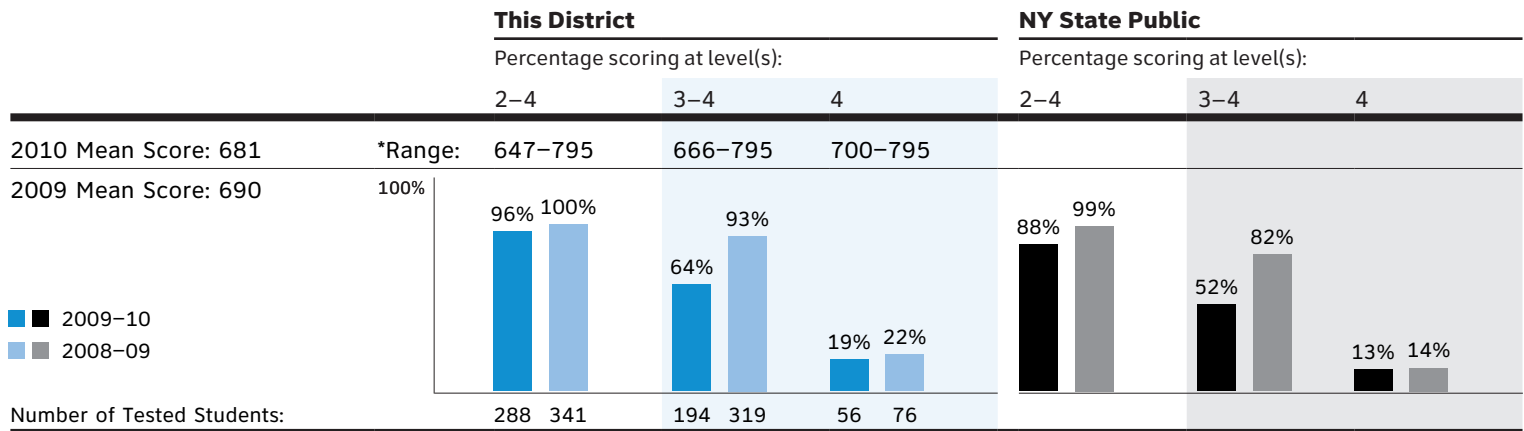 This District NY State Public
Percentage scoring at level(s): Percentage scoring at level(s):
2–4 3–4 4 2–4 3–4 4
2010 Mean Score: 681 *Range: 647–795 666–795 700–795
2009 Mean Score: 690 100%
96% 100% 93% 88% 99% 82%
64% 52%
19% 22% 13% 14%
2009–10
2008–09
Number of Tested Students: 288 341 194 319 56 76